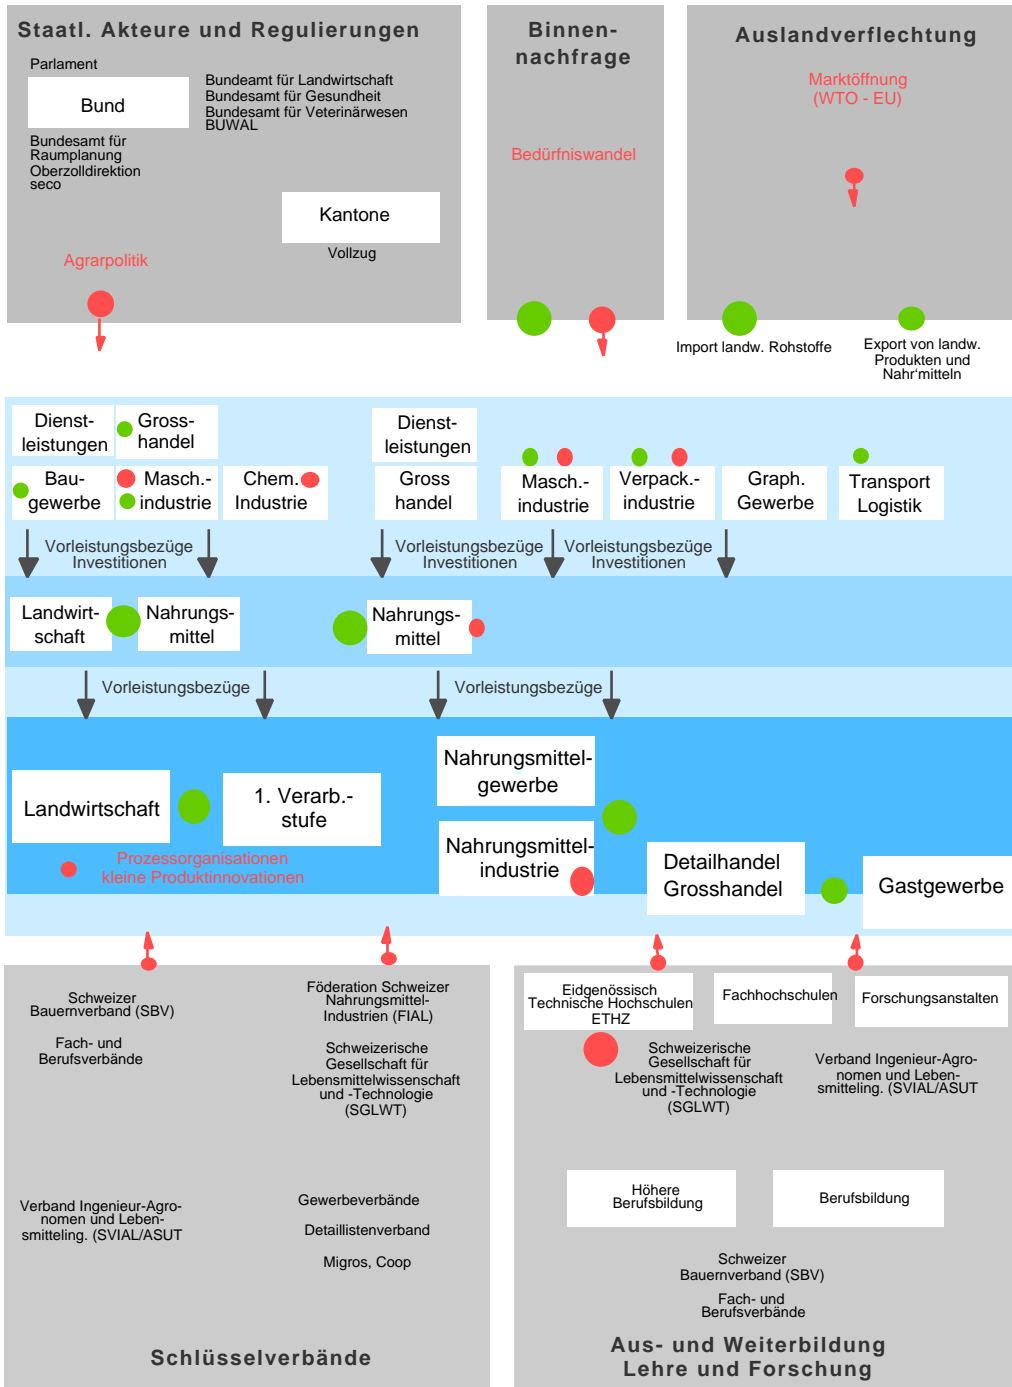 Staatl. Akteure und Regulierungen
Parlament
Bund
Bundeamt für Landwirtschaft
Bundesamt für Gesundheit
Bundesamt für Veterinärwesen
BUWAL
Bundesamt für
Raumplanung
Oberzolldirektion
seco
Kantone
Vollzug
Agrarpolitik
Binnen-
nachfrage
Bedürfniswandel
Auslandverflechtung
Marktöffnung
(WTO - EU)
Import landw. Rohstoffe
Export von landw.
Produkten und
Nahr'mitteln
Dienst-
leistungen
Gross-
handel
Bau-
gewerbe
Masch.-
industrie
Chem.
Industrie
Dienst-
leistungen
Gross
handel
Masch.-
industrie
Verpack.-
industrie
Graph.
Gewerbe
Transport
Logistik
Vorleistungsbezüge
Investitionen
Vorleistungsbezüge
Investitionen
Vorleistungsbezüge
Investitionen
Landwirt-
schaft
Nahrungs-
mittel
Nahrungs-
mittel
Vorleistungsbezüge
Vorleistungsbezüge
Landwirtschaft
1. Verarb.-
stufe
Nahrungsmittel-
gewerbe
Nahrungsmittel-
industrie
Prozessorganisationen
kleine Produktinnovationen
Detailhandel
Grosshandel
Gastgewerbe
Schweizer
Bauernverband (SBV)
Fach- und
Berufsverbände
Föderation Schweizer
Nahrungsmittel-
Industrien (FIAL)
Schweizerische
Gesellschaft für
Lebensmittelwissenschaft
und -Technologie
(SGLWT)
Verband Ingenieur-Agro-
nomen und Leben-
smitteling. (SVIAL/ASUT
Gewerbeverbände
Detaillistenverband
Migros, Coop
Schlüsselverbände
Eidgenössisch
Technische Hochschulen
ETHZ
Fachhochschulen
Forschungsanstalten
Schweizerische
Gesellschaft für
Lebensmittelwissenschaft
und -Technologie
(SGLWT)
Verband Ingenieur-Agro-
nomen und Leben-
smitteling. (SVIAL/ASUT
Höhere
Berufsbildung
Berufsbildung
Schweizer
Bauernverband (SBV)
Fach- und
Berufsverbände
Aus- und Weiterbildung
Lehre und Forschung